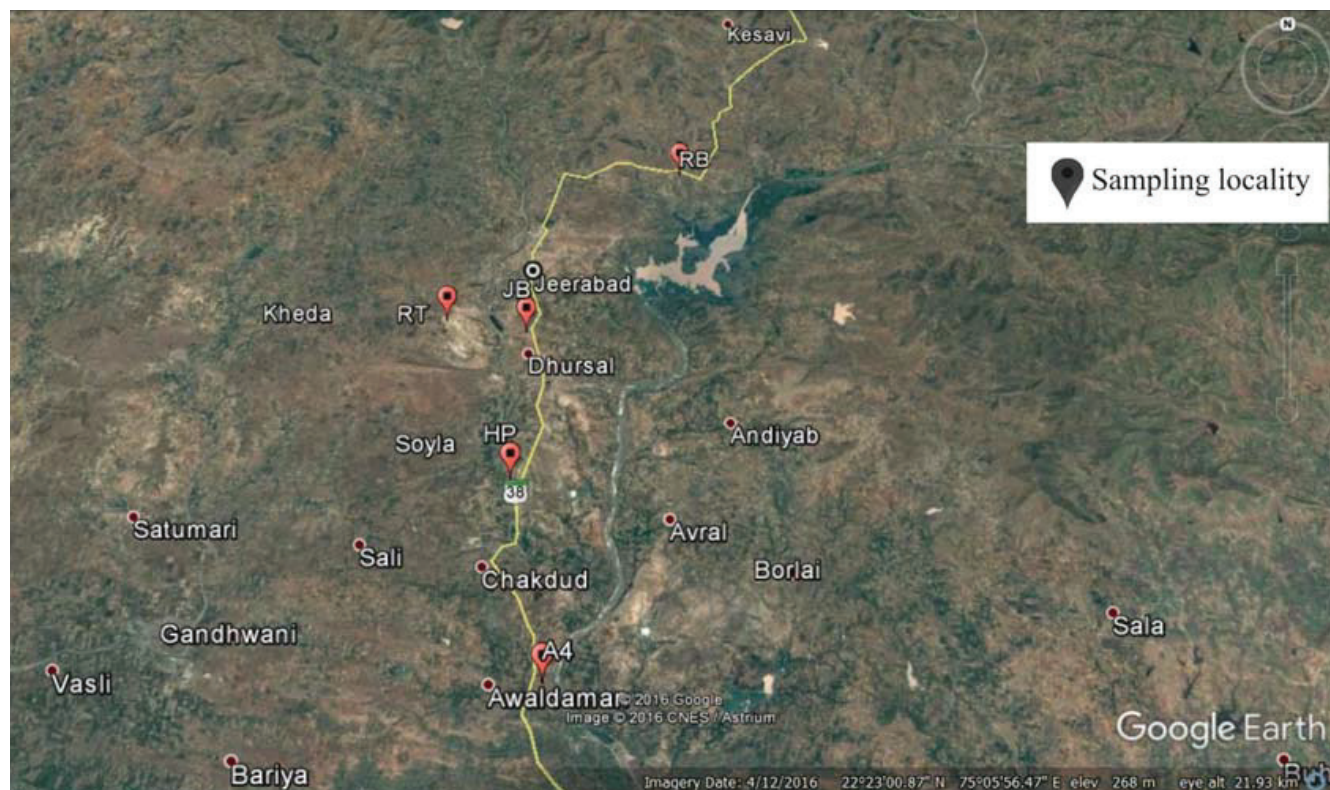 N
Kesavi
RB
Sampling locality
Jeerabad
JB
Kheda
RT
Dhursal
HP
Andiyab
Soyla
38
Satumari
Avral
Sali
Chakdud
Borlai
Sala
Gandhwani
A4
Vasli
Awaldamar
© 2016 Google
Image © 2016 CNES / Astrium
Google Earth
Bariya
Imagery Date: 4/12/2016 22°23'00.87" N 75°05'56.47" E elev 268 m eye alt 21.93 km